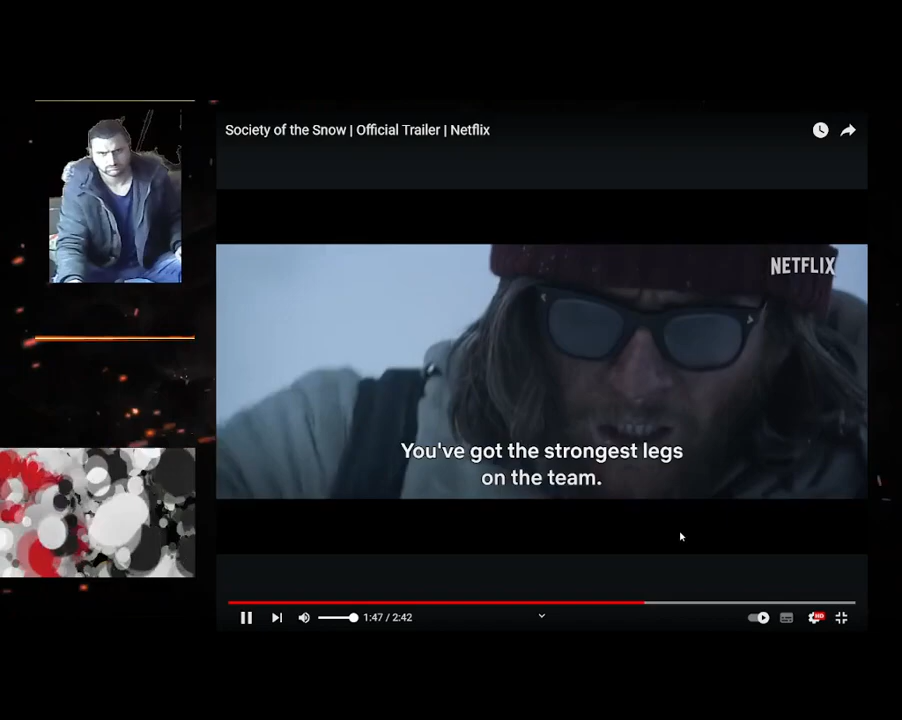 Society of the Snow | Official Trailer | Netflix
NETFLIX
You've got the strongest legs
on the team.
1:47 / 2:42
HD